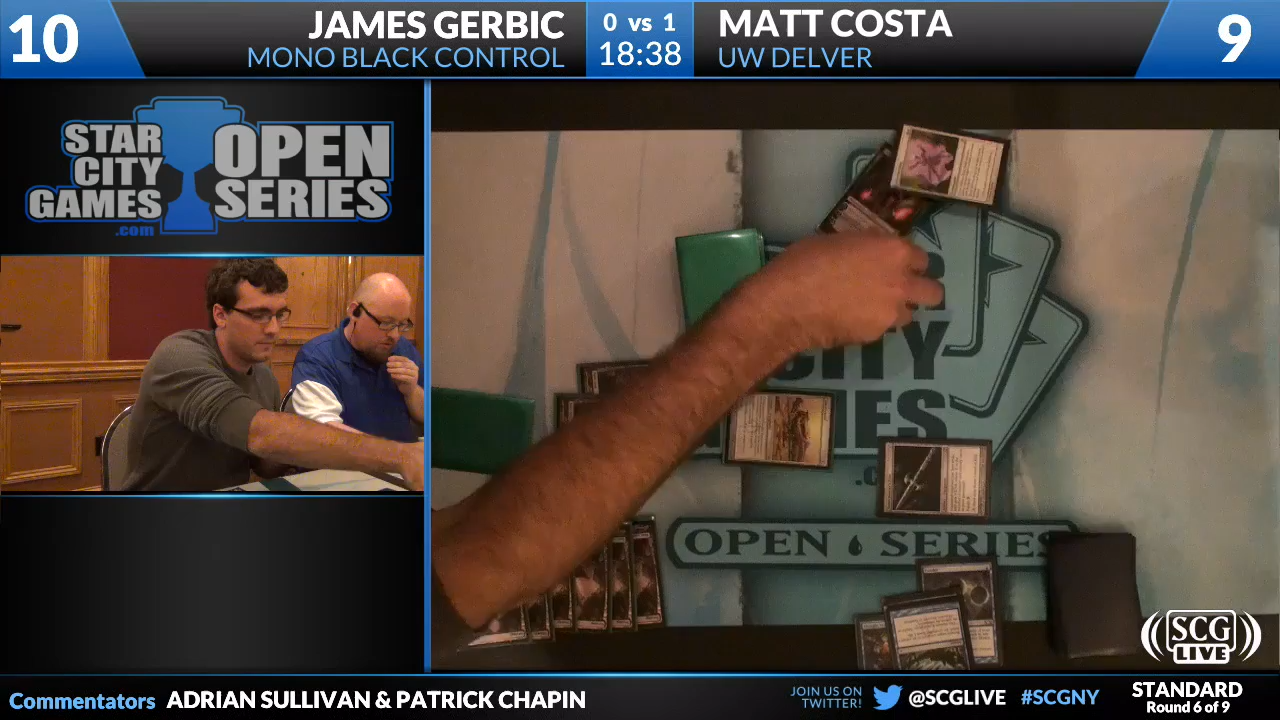 10
JAMES GERBIC
MONO BLACK CONTROL
0 vs 1
18:38
MATT COSTA
UW DELVER
9
STAR CITY GAMES .com
OPEN SERIES
OPEN SERIES
SCG LIVE
Commentators ADRIAN SULLIVAN & PATRICK CHAPIN
JOIN US ON TWITTER!
@SCGLIVE #SCGNY
STANDARD
Round 6 of 9